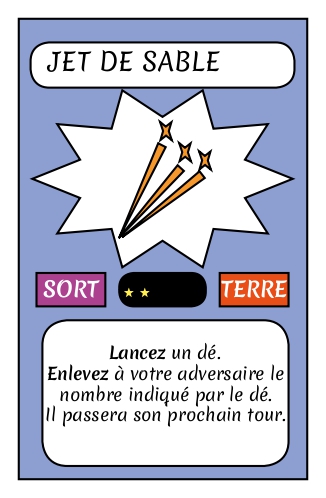 JET DE SABLE
SORT
TERRE
Lancez un dé.
Enlevez à votre adversaire le
nombre indiqué par le dé.
Il passera son prochain tour.